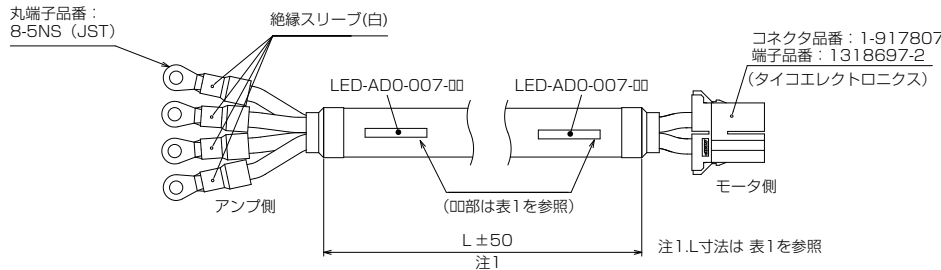 丸端子品番：
8-5NS（JST）
絶縁スリーブ(白)
コネクタ品番：1-917807
端子品番：1318697-2
(タイコエレクトロニクス)
LED-AD0-007-□□
LED-AD0-007-□□
アンプ側
(□□部は表1を参照)
モータ側
L±50
注1
注1.L寸法は 表1を参照